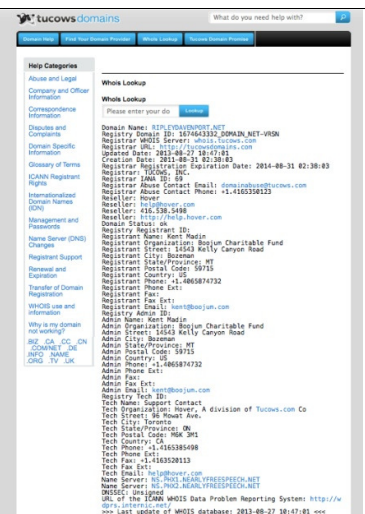 tucowsdomains
What do you need help with?
Domain Help
Find Your Domain Provider
Whois Lookup
Tucows Domain Promise
Help Categories
Abuse and Legal
Company and Officer
Information
Correspondence
Information
Disputes and
Complaints
Domain Specific
Information
Glossary of Terms
ICANN Registrant
Rights
Internationalized
Domain Names
(IDN)
Management and
Passwords
Name Server (DNS)
Changes
Registrant Support
Renewal and
Expiration
Transfer of Domain
Registration
WHOIS use and
information
Why is my domain
not working?
.BIZ .CA .CC .CN
.COM/NET .DE
.INFO .NAME
.ORG .TV .UK
Whois Lookup
Whois Lookup
Please enter your do
Lookup
Domain Name: RIPLEYDAVENPORT.NET
Registry Domain ID: 1674643332_DOMAIN_NET-VRSN
Registrar WHOIS Server: whois.tucows.com
Registrar URL: http://tucowsdomains.com
Updated Date: 2013-08-27 10:47:01
Creation Date: 2011-08-31 02:38:03
Registrar Registration Expiration Date: 2014-08-31 02:38:03
Registrar: TUCOWS, INC.
Registrar IANA ID: 69
Registrar Abuse Contact Email: domainabuse@tucows.com
Registrar Abuse Contact Phone: +1.4165350123
Reseller: Hover
Reseller: help@hover.com
Reseller: 416.538.5498
Reseller: http://help.hover.com
Domain Status: ok
Registry Registrant ID:
Registrant Name: Kent Madin
Registrant Organization: Boojum Charitable Fund
Registrant Street: 14543 Kelly Canyon Road
Registrant City: Bozeman
Registrant State/Province: MT
Registrant Postal Code: 59715
Registrant Country: US
Registrant Phone: +1.4065874732
Registrant Phone Ext:
Registrant Fax:
Registrant Fax Ext:
Registrant Email: kent@boojum.com
Registry Admin ID:
Admin Name: Kent Madin
Admin Organization: Boojum Charitable Fund
Admin Street: 14543 Kelly Canyon Road
Admin City: Bozeman
Admin State/Province: MT
Admin Postal Code: 59715
Admin Country: US
Admin Phone: +1.4065874732
Admin Phone Ext:
Admin Fax:
Admin Fax Ext:
Admin Email: kent@boojum.com
Registry Tech ID:
Tech Name: Support Contact
Tech Organization: Hover, A division of Tucows.com Co
Tech Street: 96 Mowat Ave.
Tech City: Toronto
Tech State/Province: ON
Tech Postal Code: M6K 3M1
Tech Country: CA
Tech Phone: +1.4165385498
Tech Phone Ext:
Tech Fax: +1.4163520113
Tech Fax Ext:
Tech Email: help@hover.com
Name Server: NS.PHX1.NEARLYFREESPEECH.NET
Name Server: NS.PHX2.NEARLYFREESPEECH.NET
DNSSEC: Unsigned
URL of the ICANN WHOIS Data Problem Reporting System: http://w
dprs.internic.net/
>>> Last update of WHOIS database: 2013-08-27 10:47:01 <<<